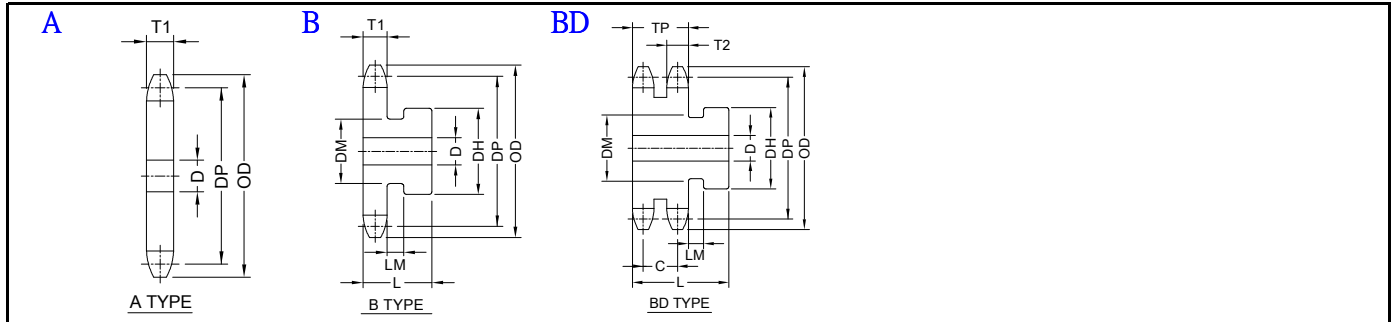 A
T1
D
DP
OD
A TYPE
B
T1
DM
D
DH
DP
OD
LM
L
B TYPE
BD
TP
T2
DM
D
DH
DP
OD
LM
C
L
BD TYPE